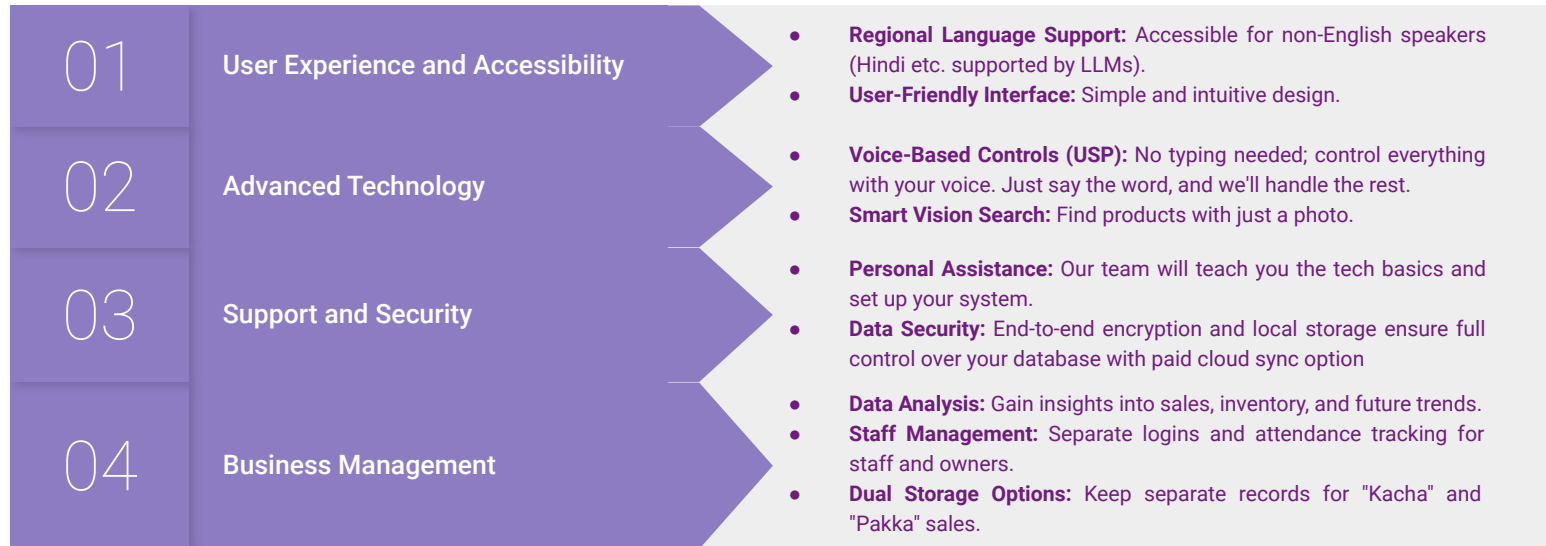 01
User Experience and Accessibility
● Regional Language Support: Accessible for non-English speakers
(Hindi etc. supported by LLMs).
● User-Friendly Interface: Simple and intuitive design.
02
Advanced Technology
● Voice-Based Controls (USP): No typing needed; control everything
with your voice. Just say the word, and we'll handle the rest.
● Smart Vision Search: Find products with just a photo.
03
Support and Security
● Personal Assistance: Our team will teach you the tech basics and
set up your system.
● Data Security: End-to-end encryption and local storage ensure full
control over your database with paid cloud sync option
04
Business Management
● Data Analysis: Gain insights into sales, inventory, and future trends.
● Staff Management: Separate logins and attendance tracking for
staff and owners.
● Dual Storage Options: Keep separate records for "Kacha" and
"Pakka" sales.